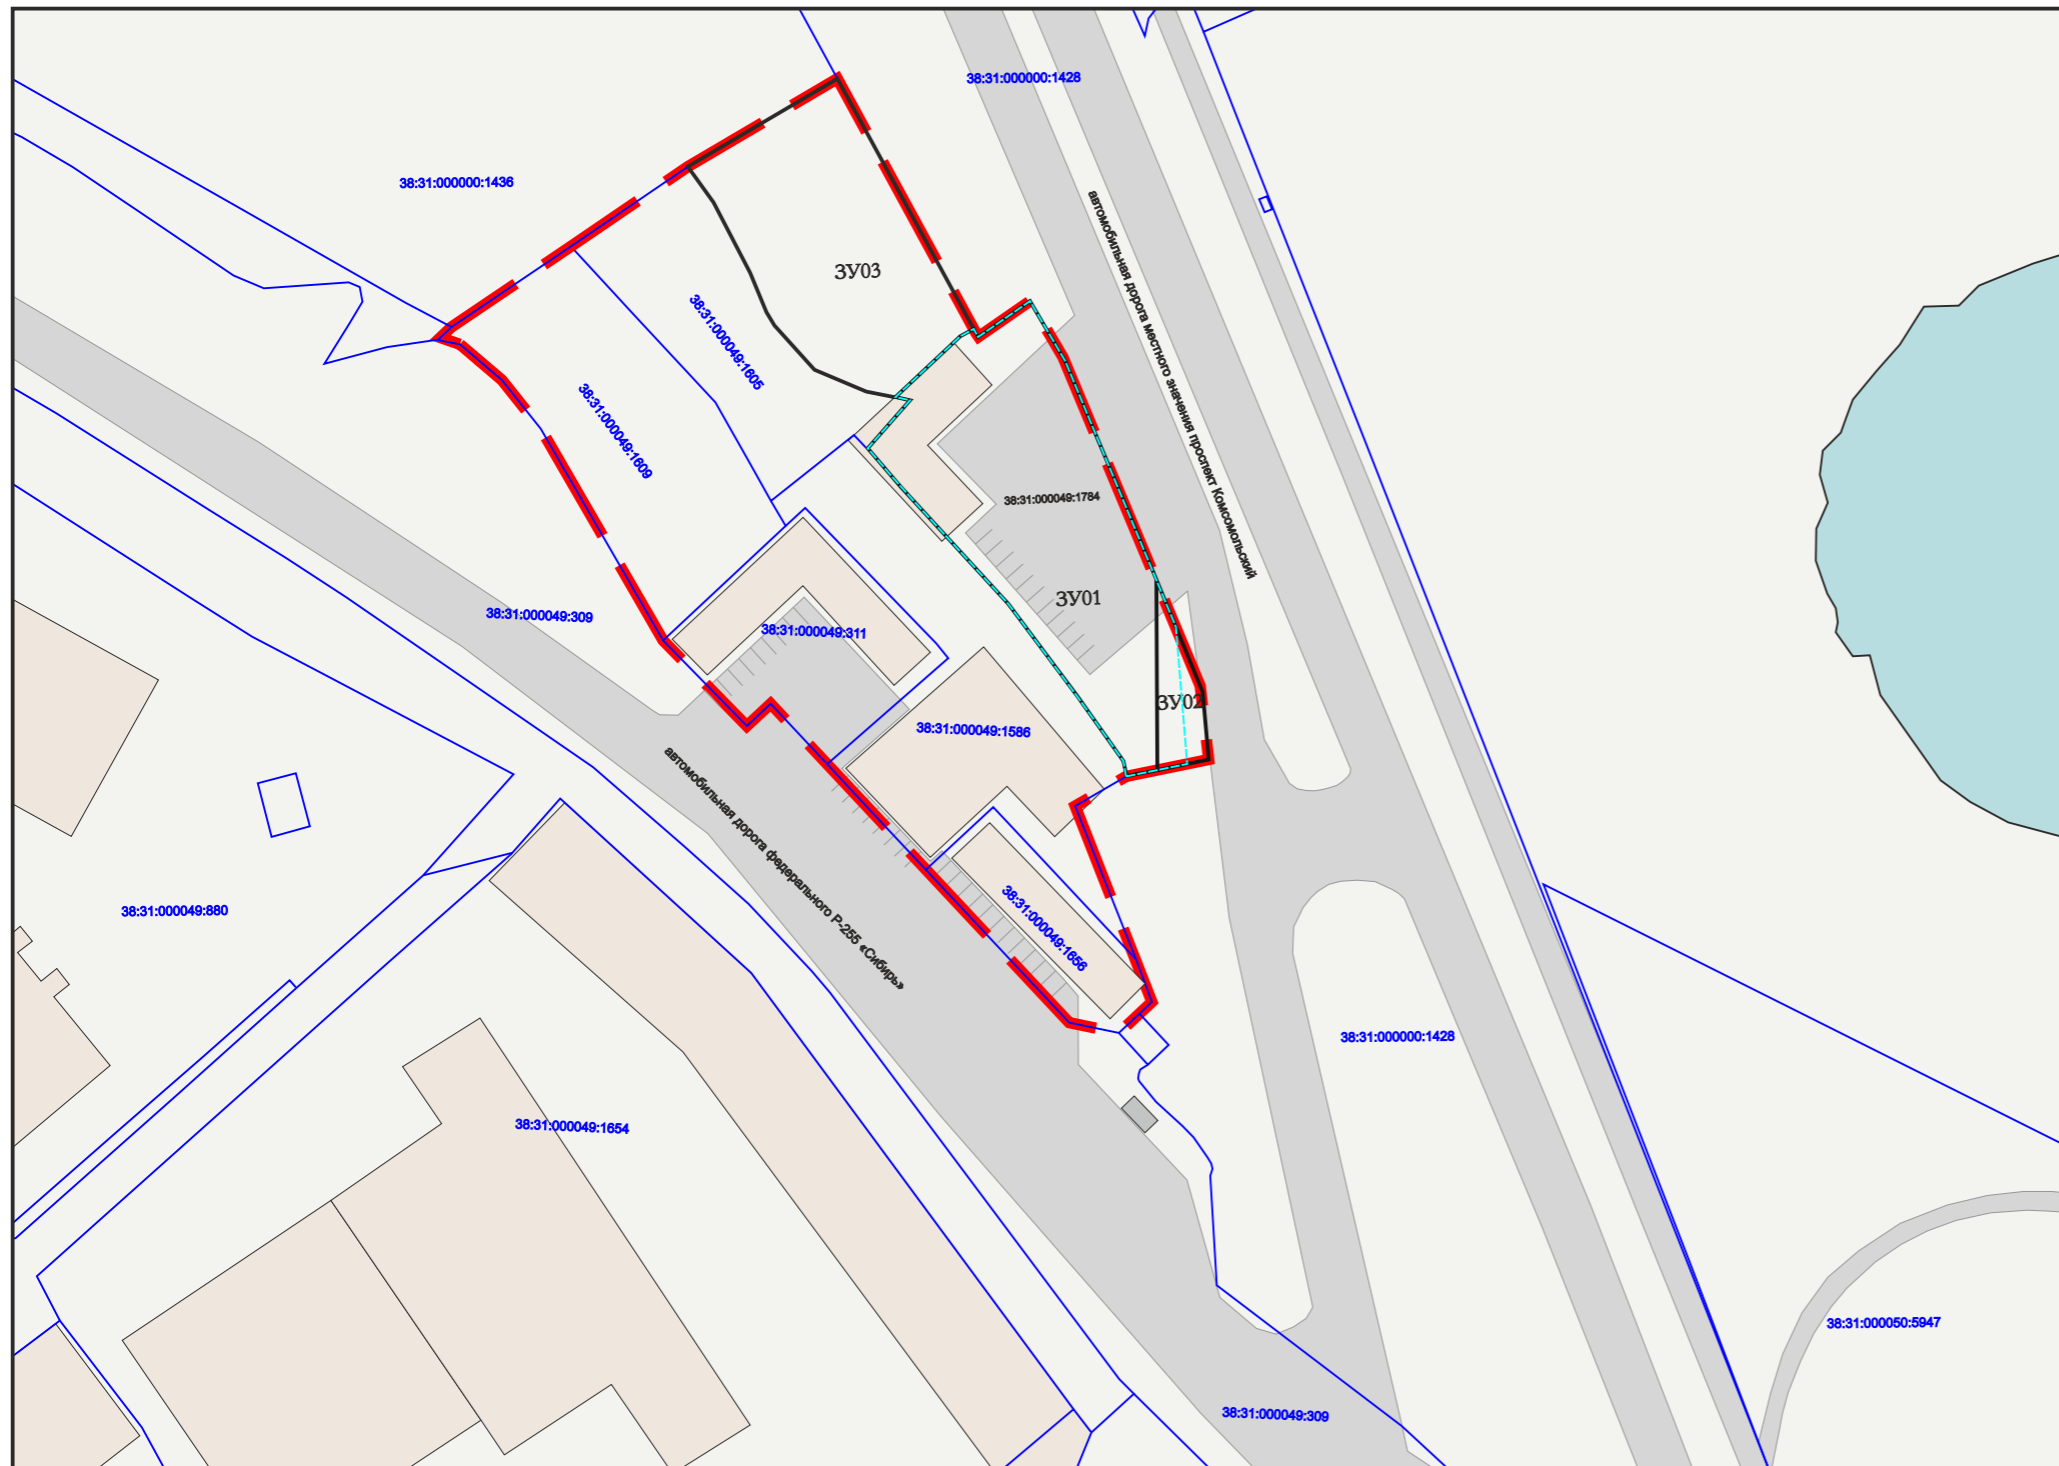 38:31:000000:1428
38:31:000000:1436
автомобильная дорога местного значения проспект Комсомольский
ЗУ03
38:31:000049:1605
38:31:000049:1609
38:31:000049:1784
ЗУ01
38:31:000049:309
38:31:000049:311
ЗУ02
38:31:000049:1586
автомобильная дорога федерального Р-255 «Сибирь»
38:31:000049:880
38:31:000049:1656
38:31:000000:1428
38:31:000049:1654
38:31:000050:5947
38:31:000049:309